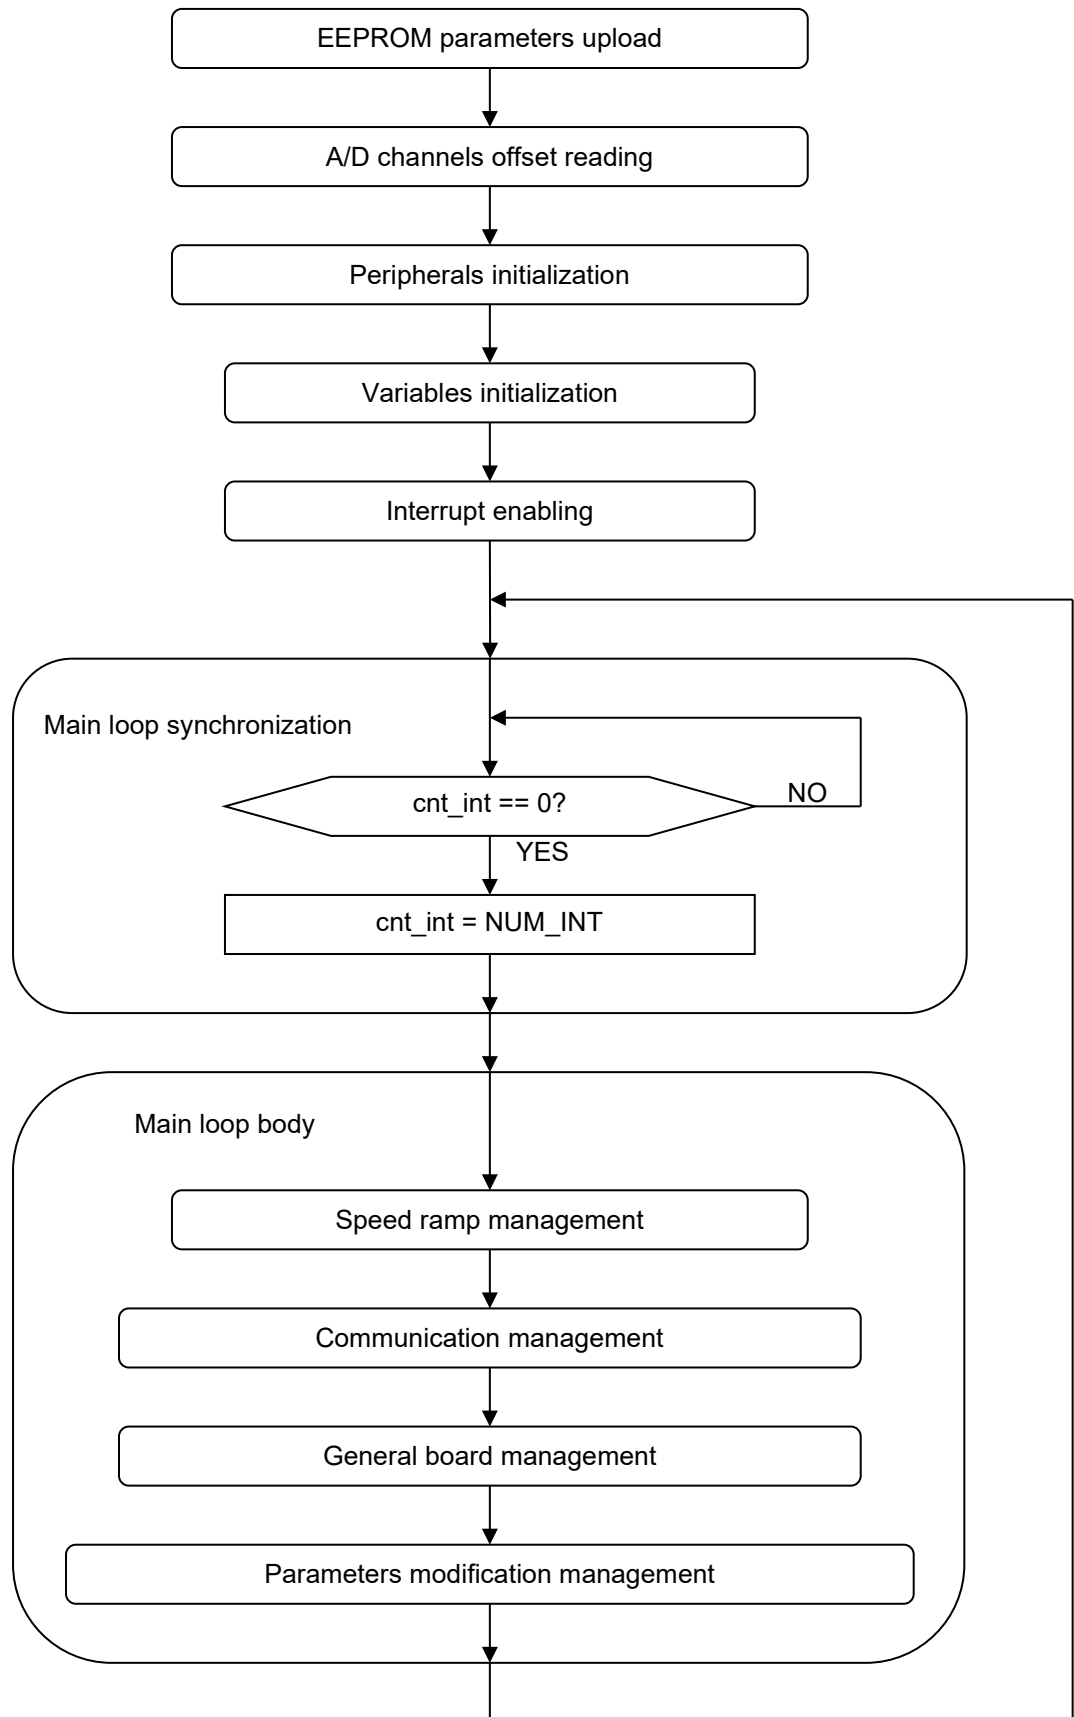 EEPROM parameters upload
A/D channels offset reading
Peripherals initialization
Variables initialization
Interrupt enabling
Main loop synchronization
cnt_int == 0?
NO
YES
cnt_int = NUM_INT
Main loop body
Speed ramp management
Communication management
General board management
Parameters modification management